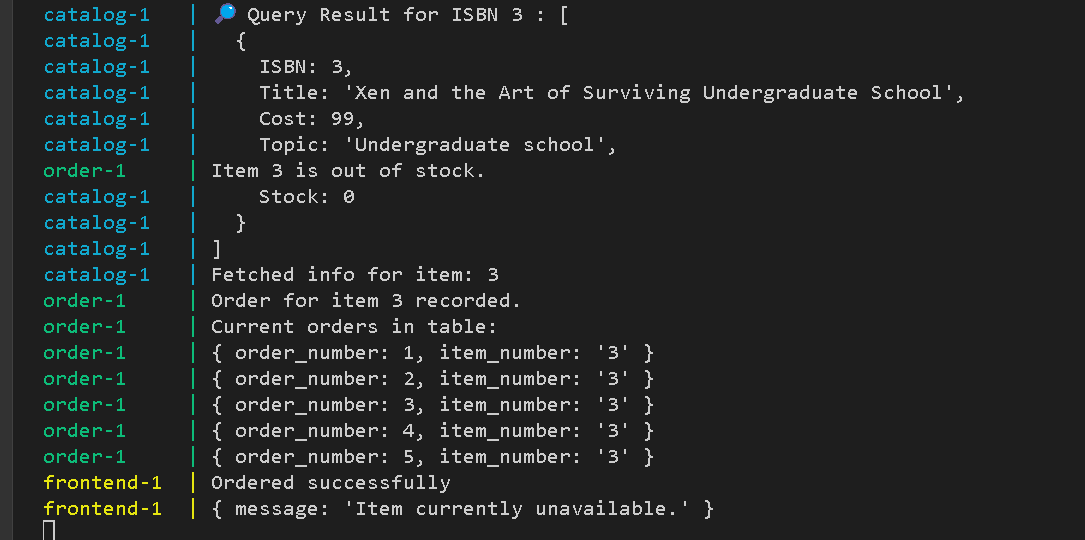 catalog-1 | 🔎 Query Result for ISBN 3 : [
catalog-1 |   {
catalog-1 |     ISBN: 3,
catalog-1 |     Title: 'Xen and the Art of Surviving Undergraduate School',
catalog-1 |     Cost: 99,
catalog-1 |     Topic: 'Undergraduate school',
order-1 | Item 3 is out of stock.
catalog-1 |     Stock: 0
catalog-1 |   }
catalog-1 | ]
catalog-1 | Fetched info for item: 3
order-1 | Order for item 3 recorded.
order-1 | Current orders in table:
order-1 | { order_number: 1, item_number: '3' }
order-1 | { order_number: 2, item_number: '3' }
order-1 | { order_number: 3, item_number: '3' }
order-1 | { order_number: 4, item_number: '3' }
order-1 | { order_number: 5, item_number: '3' }
frontend-1 | Ordered successfully
frontend-1 | { message: 'Item currently unavailable.' }